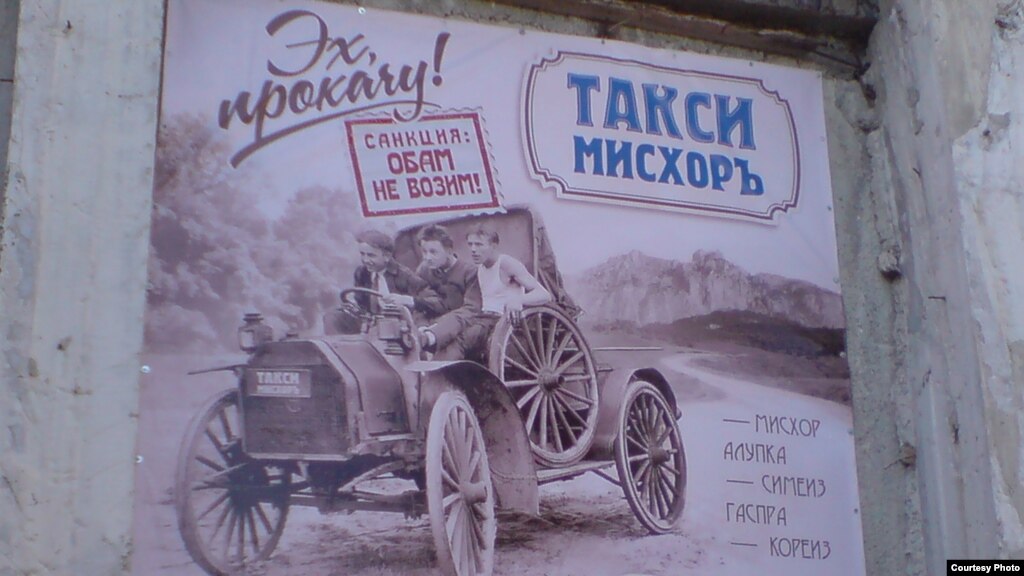 Эх,
прокачу!
САНКЦИЯ:
ОБАМ
НЕ ВОЗИМ!
ТАКСИ
МИСХОРЪ
ТАКСИ
МИСХОРЪ
— МИСХОР
АЛУПКА
— СИМЕИЗ
ГАСПРА
— КОРЕИЗ
Courtesy Photo